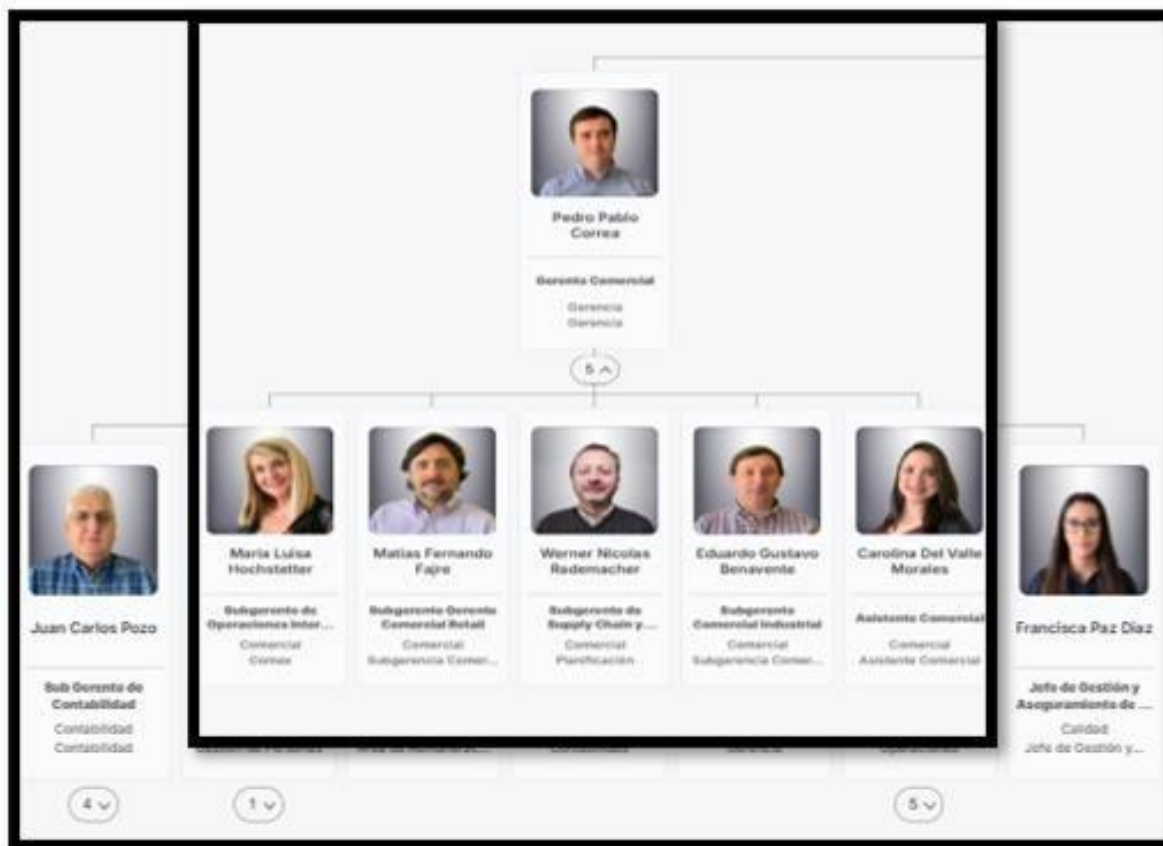 Pedro Pablo
Correa
Gerente Comercial
Gerencia
Gerencia
5
Maria Luisa
Hochstetter
Subgerente de
Operaciones Inter...
Comercial
Comex
Matias Fernando
Fajre
Subgerente Gerente
Comercial Retail
Comercial
Subgerencia Comer...
Werner Nicolas
Rademacher
Subgerente de
Supply Chain y...
Comercial
Planificación
Eduardo Gustavo
Benavente
Subgerente
Comercial Industrial
Comercial
Subgerencia Comer...
Carolina Del Valle
Morales
Asistente Comercial
Comercial
Asistente Comercial
Juan Carlos Pozo
Sub Gerente de
Contabilidad
Contabilidad
Contabilidad
4
1
5
Francisca Paz Diaz
Jefe de Gestión y
Aseguramiento de ...
Calidad
Jefe de Gestión y...